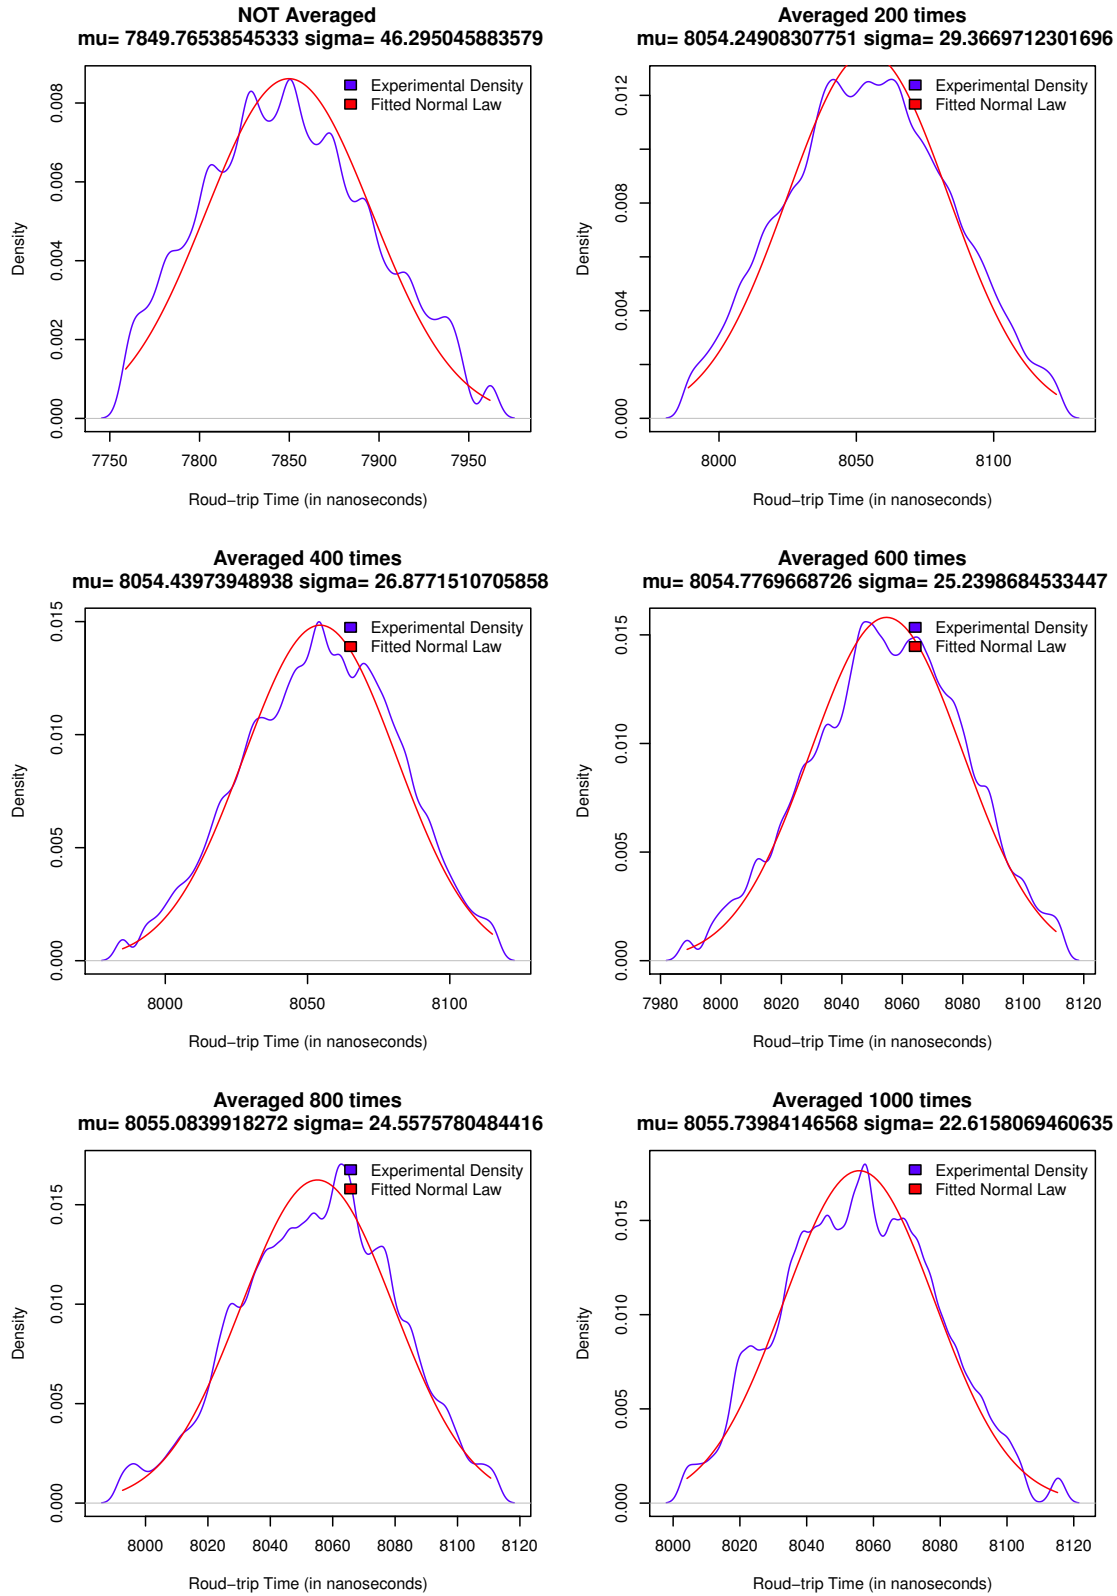 NOT Averaged
mu= 7849.76538545333 sigma= 46.295045883579
Experimental Density
Fitted Normal Law
0.008
0.006
0.004
0.002
0.000
Density
7750 7800 7850 7900 7950
Roud−trip Time (in nanoseconds)
Averaged 200 times
mu= 8054.24908307751 sigma= 29.3669712301696
Experimental Density
Fitted Normal Law
0.012
0.008
0.004
0.000
Density
8000 8050 8100
Roud−trip Time (in nanoseconds)
Averaged 400 times
mu= 8054.43973948938 sigma= 26.8771510705858
Experimental Density
Fitted Normal Law
0.015
0.010
0.005
0.000
Density
8000 8050 8100
Roud−trip Time (in nanoseconds)
Averaged 600 times
mu= 8054.7769668726 sigma= 25.2398684533447
Experimental Density
Fitted Normal Law
0.015
0.010
0.005
0.000
Density
7980 8000 8020 8040 8060 8080 8100 8120
Roud−trip Time (in nanoseconds)
Averaged 800 times
mu= 8055.0839918272 sigma= 24.5575780484416
Experimental Density
Fitted Normal Law
0.015
0.010
0.005
0.000
Density
8000 8020 8040 8060 8080 8100 8120
Roud−trip Time (in nanoseconds)
Averaged 1000 times
mu= 8055.73984146568 sigma= 22.6158069460635
Experimental Density
Fitted Normal Law
0.015
0.010
0.005
0.000
Density
8000 8020 8040 8060 8080 8100 8120
Roud−trip Time (in nanoseconds)